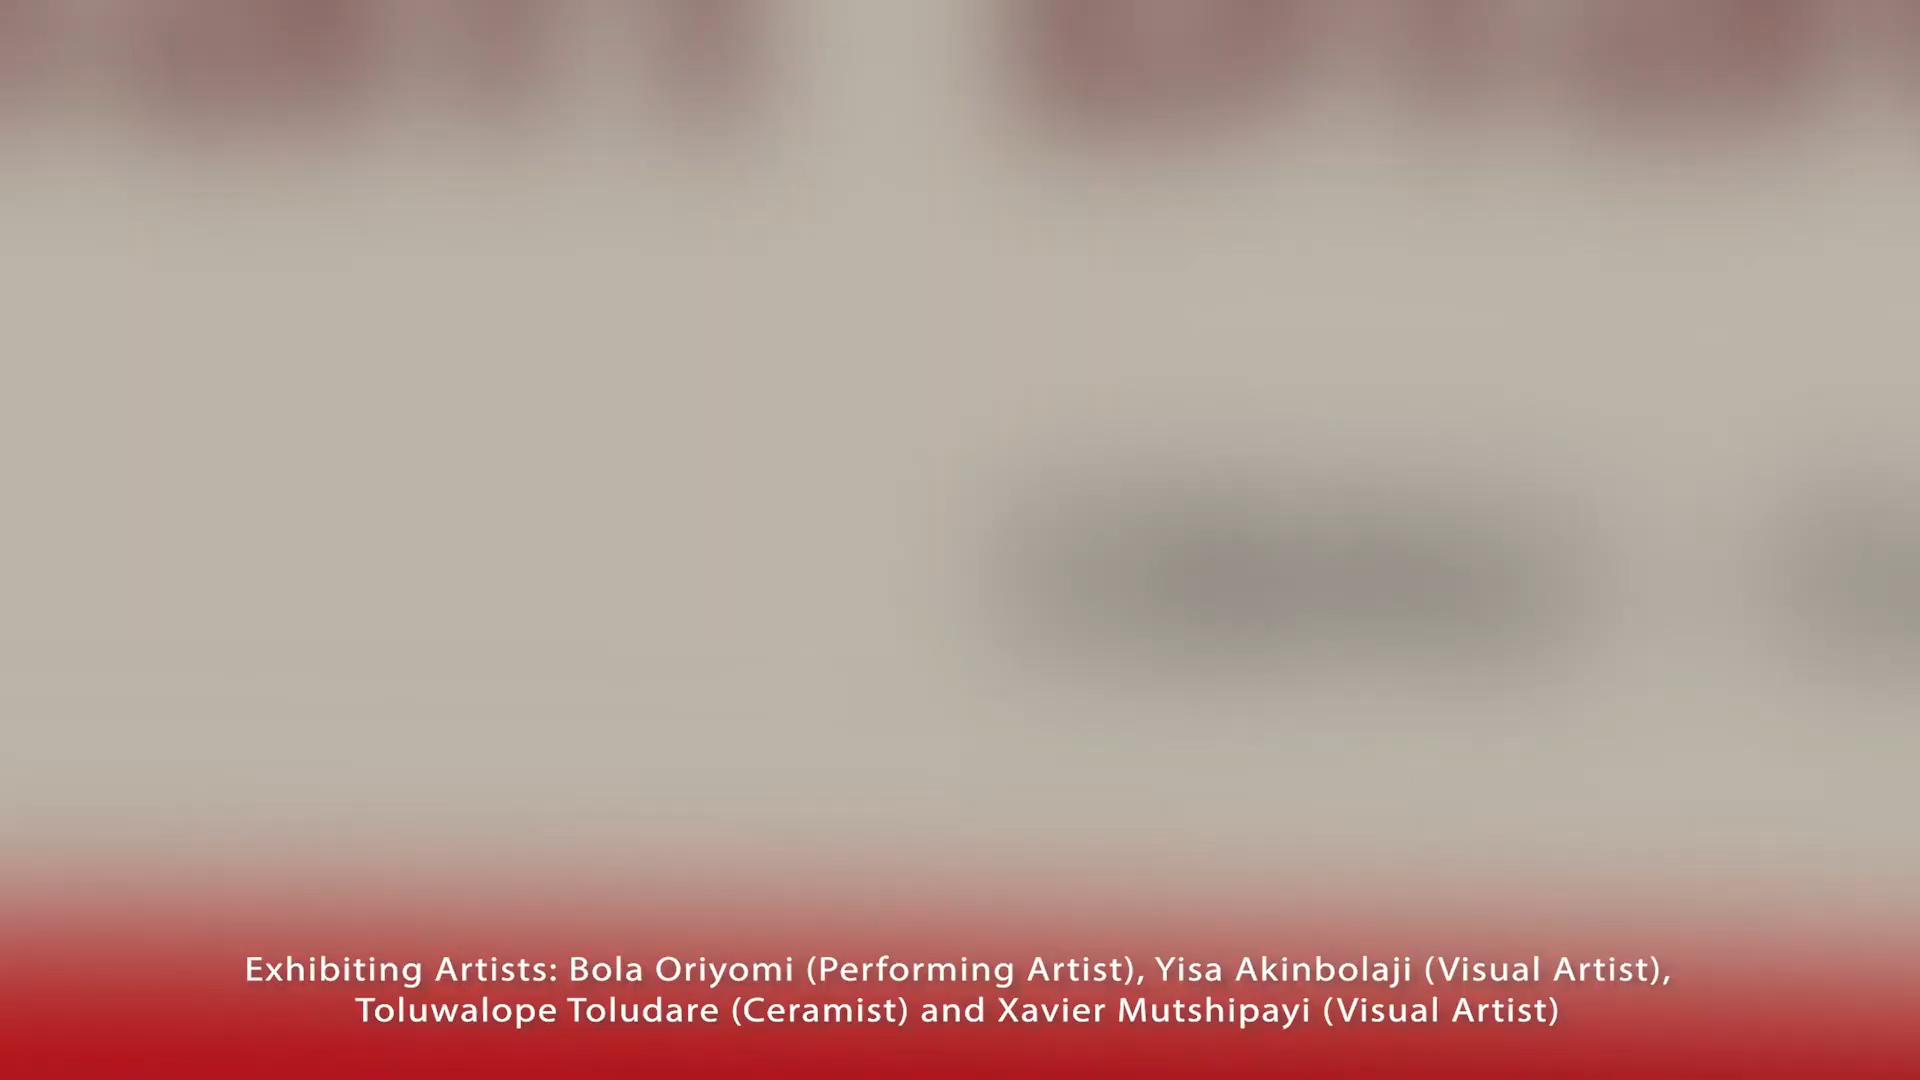 Exhibiting Artists: Bola Oriyomi (Performing Artist), Yisa Akinbolaji (Visual Artist),
Toluwalope Toludare (Ceramist) and Xavier Mutshipayi (Visual Artist)